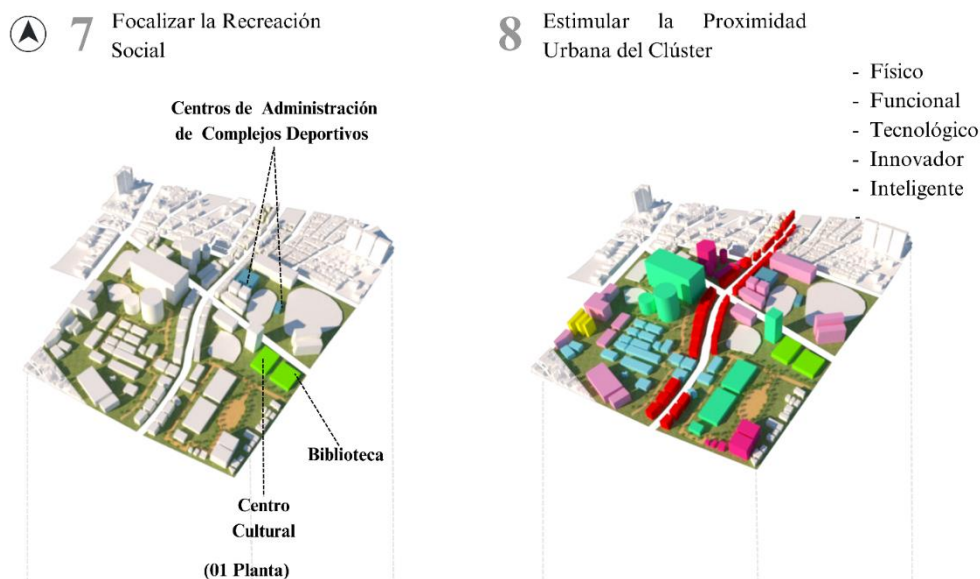 7
Focalizar la Recreación
Social
Centros de Administración
de Complejos Deportivos
Biblioteca
Centro
Cultural
(01 Planta)
8
Estimular la Proximidad
Urbana del Clúster
- Físico
- Funcional
- Tecnológico
- Innovador
- Inteligente
-